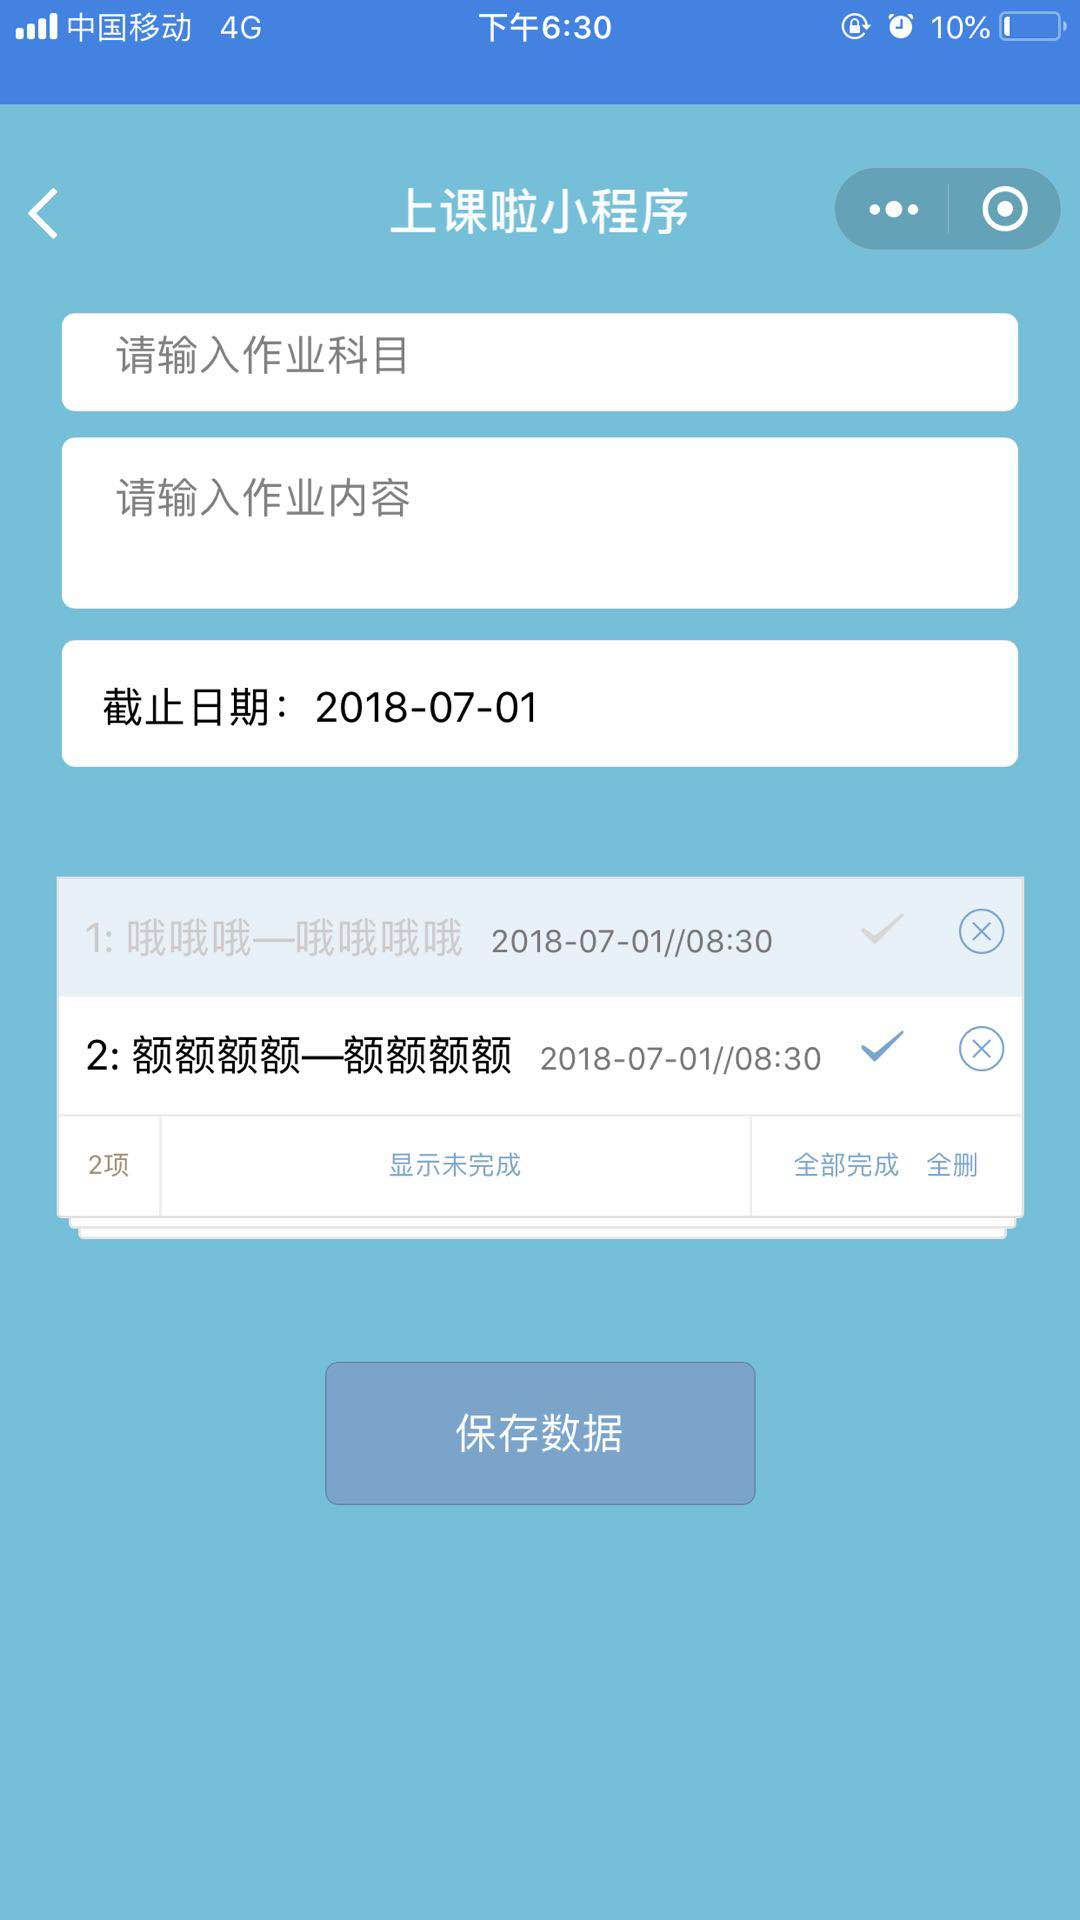 中国移动 4G 下午6:30 10%
上课啦小程序
请输入作业科目
请输入作业内容
截止日期：2018-07-01
1: 哦哦哦—哦哦哦哦 2018-07-01//08:30
2: 额额额额—额额额额 2018-07-01//08:30
2项 显示未完成 全部完成 全删
保存数据